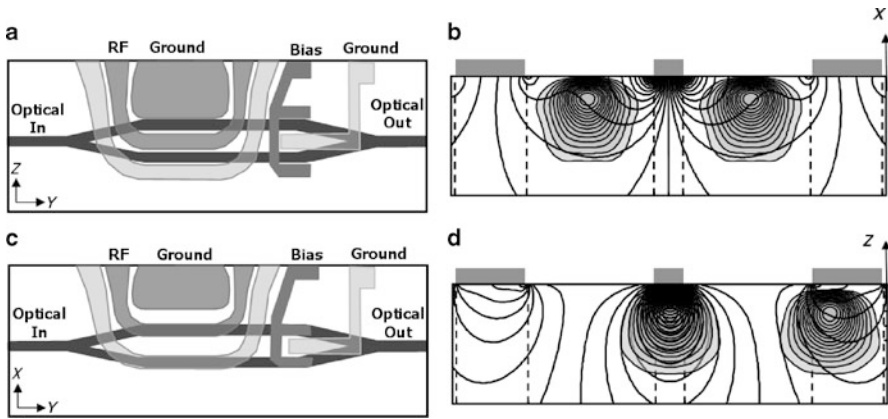 a
RF Ground Bias Ground
Optical In
Optical Out
Z
Y
b
X
c
RF Ground Bias Ground
Optical In
Optical Out
X
Y
d
Z